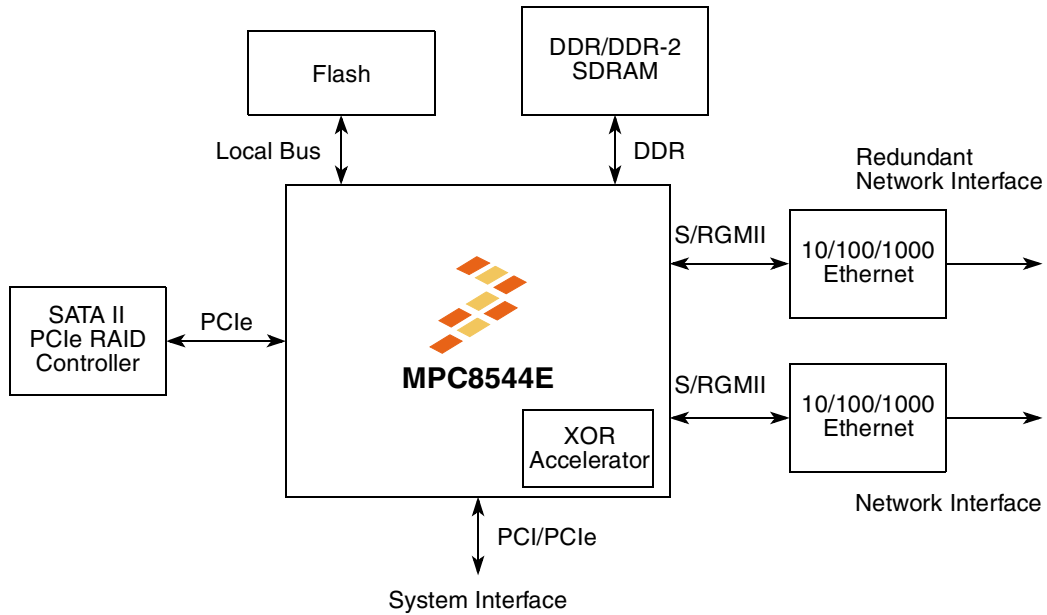 Flash
DDR/DDR-2
SDRAM
Local Bus
DDR
Redundant
Network Interface
S/RGMII
10/100/1000
Ethernet
SATA II
PCIe RAID
Controller
PCIe
MPC8544E
S/RGMII
10/100/1000
Ethernet
XOR
Accelerator
Network Interface
PCI/PCIe
System Interface